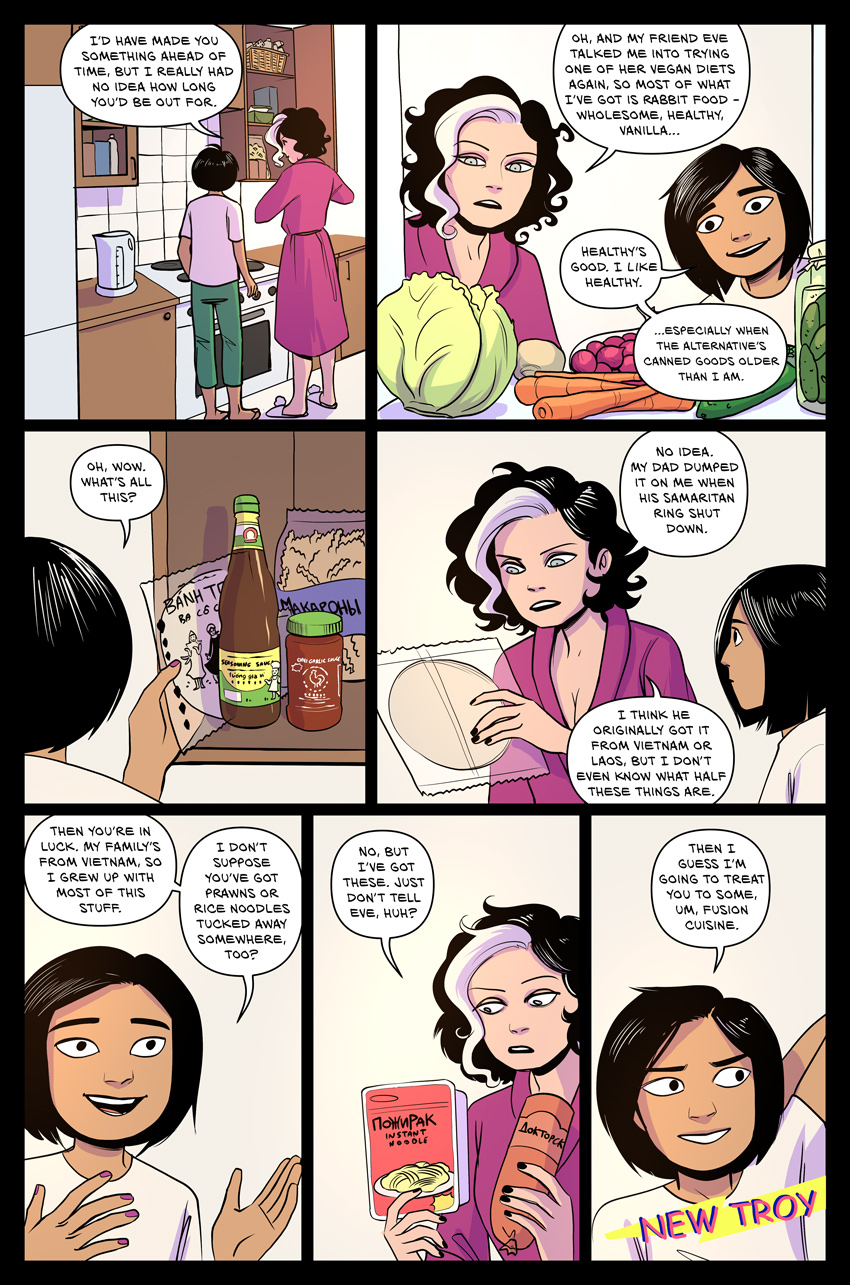 I'D HAVE MADE YOU
SOMETHING AHEAD OF
TIME, BUT I REALLY HAD
NO IDEA HOW LONG
YOU'D BE OUT FOR.
OH, AND MY FRIEND EVE
TALKED ME INTO TRYING
ONE OF HER VEGAN DIETS
AGAIN, SO MOST OF WHAT
I'VE GOT IS RABBIT FOOD –
WHOLESOME, HEALTHY,
VANILLA...
HEALTHY'S
GOOD. I LIKE
HEALTHY.
...ESPECIALLY WHEN
THE ALTERNATIVE'S
CANNED GOODS OLDER
THAN I AM.
OH, WOW.
WHAT'S ALL
THIS?
BÁNH
BA CÔ
SEASONING SAUCE
TƯƠNG
CHILI GARLIC SAUCE
МАКАРОНЫ
NO IDEA.
MY DAD DUMPED
IT ON ME WHEN
HIS SAMARITAN
RING SHUT
DOWN.
I THINK HE
ORIGINALLY GOT IT
FROM VIETNAM OR
LAOS, BUT I DON'T
EVEN KNOW WHAT HALF
THESE THINGS ARE.
THEN YOU'RE IN
LUCK. MY FAMILY'S
FROM VIETNAM, SO
I GREW UP WITH
MOST OF THIS
STUFF.
I DON'T
SUPPOSE
YOU'VE GOT
PRAWNS OR
RICE NOODLES
TUCKED AWAY
SOMEWHERE,
TOO?
NO, BUT
I'VE GOT
THESE. JUST
DON'T TELL
EVE, HUH?
ПОЖИРАК
INSTANT
NOODLE
ДОКТОРСК
THEN I
GUESS I'M
GOING TO TREAT
YOU TO SOME,
UM, FUSION
CUISINE.
NEW TROY